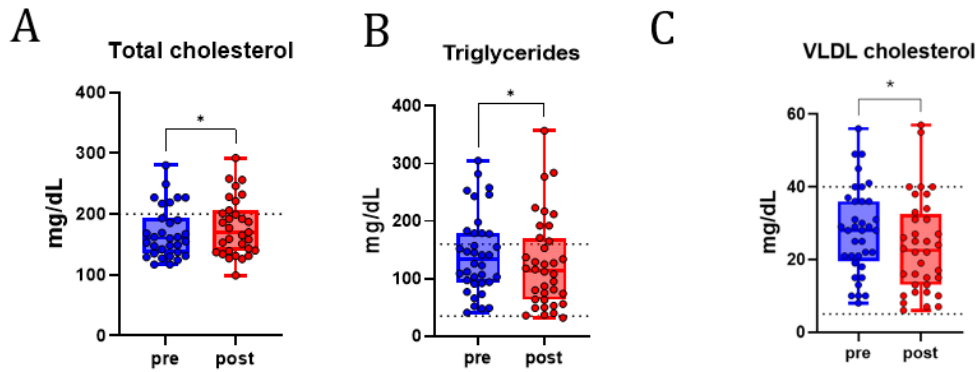 A
Total cholesterol
mg/dL
400
300
200
100
0
*
pre
post
B
Triglycerides
mg/dL
400
300
200
100
0
*
pre
post
C
VLDL cholesterol
mg/dL
60
40
20
0
*
pre
post